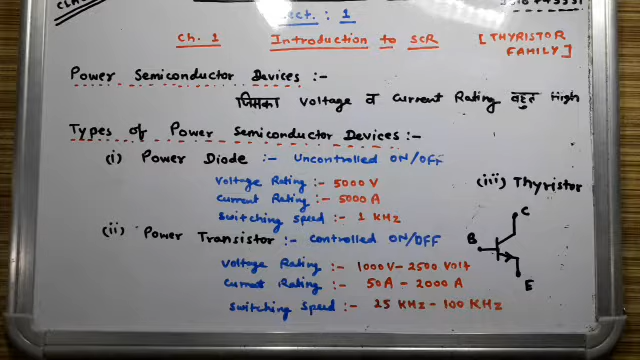 Lect. : 1
Ch. 1 Introduction to SCR [THYRISTOR FAMILY]
Power Semiconductor Devices :-
जिसका Voltage व Current Rating बहुत High
Types of Power Semiconductor Devices :-
(i) Power Diode :- Uncontrolled ON/OFF
Voltage Rating :- 5000 V
Current Rating :- 5000 A
Switching Speed :- 1 KHz
(iii) Thyristor
(ii) Power Transistor :- Controlled ON/OFF
Voltage Rating :- 1000 V - 2500 Volt
Current Rating :- 50A - 2000 A
Switching Speed :- 25 KHz - 100 KHz
C
B
E